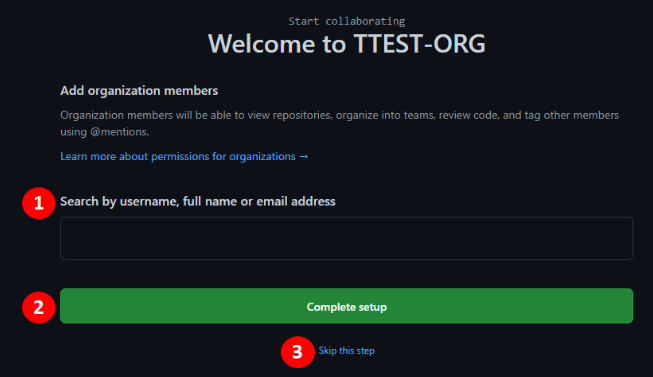 Start collaborating
Welcome to TTEST-ORG
Add organization members
Organization members will be able to view repositories, organize into teams, review code, and tag other members
using @mentions.
Learn more about permissions for organizations →
1 Search by username, full name or email address
2 Complete setup
3 Skip this step